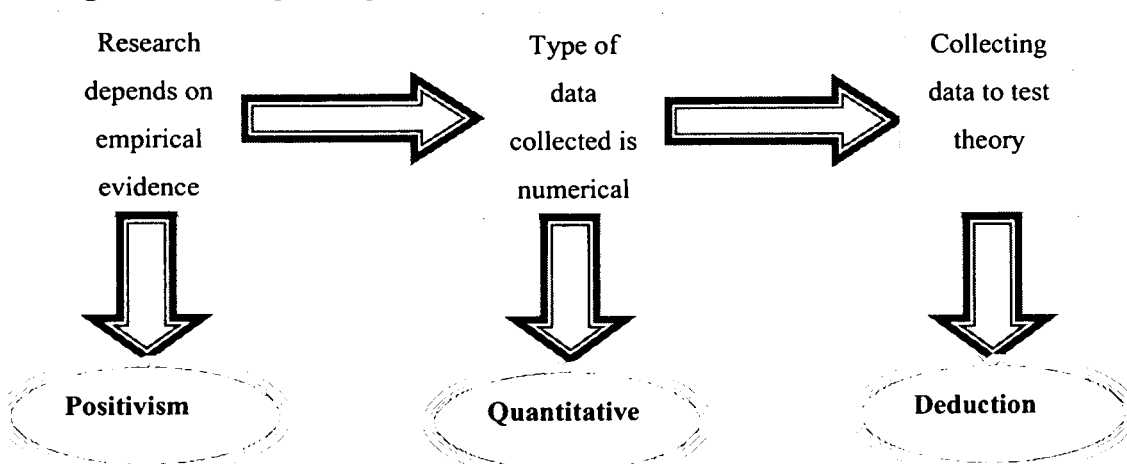 Research
depends on
empirical
evidence
Type of
data
collected is
numerical
Collecting
data to test
theory
Positivism
Quantitative
Deduction